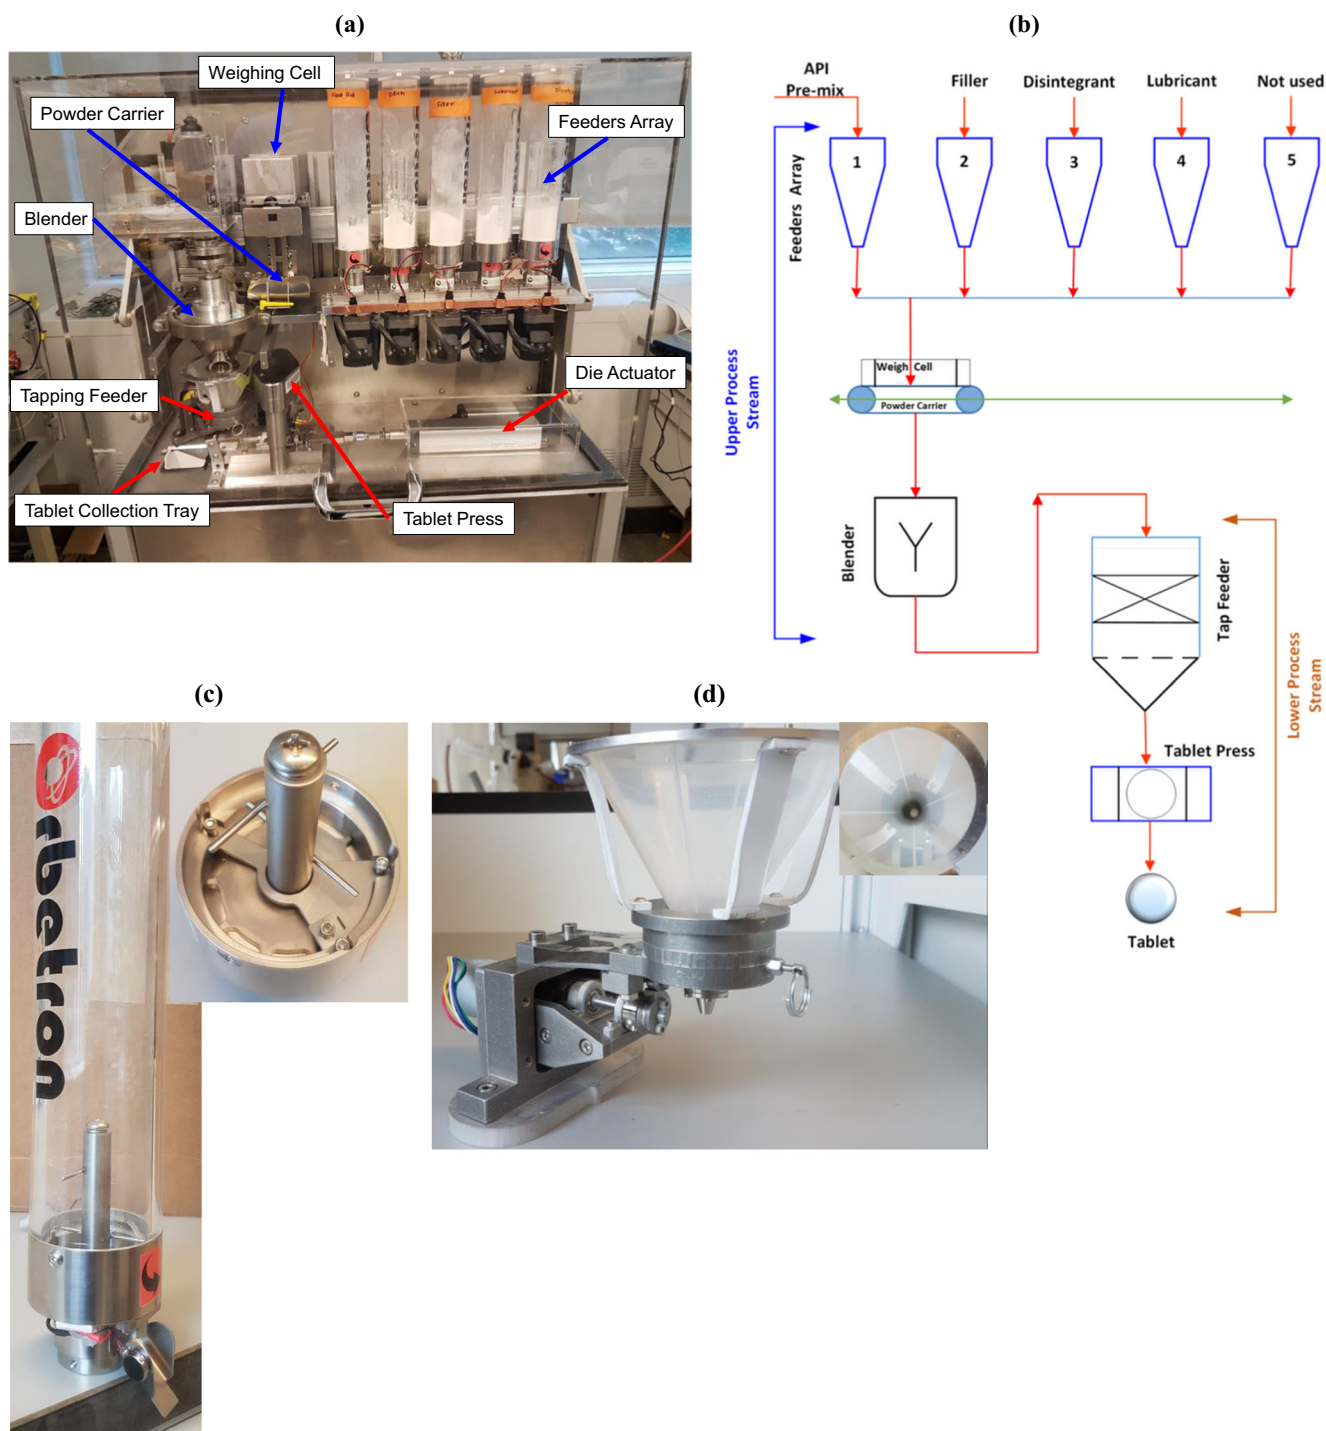 (a)
Weighing Cell
Powder Carrier
Feeders Array
Blender
Die Actuator
Tapping Feeder
Tablet Collection Tray
Tablet Press
Filler
Lubricant
(b)
API
Pre-mix
Filler
Disintegrant
Lubricant
Not used
1
2
3
4
5
Feeders Array
Upper Process
Stream
Weigh Cell
Powder Carrier
Blender
Tap Feeder
Lower Process
Stream
Tablet Press
Tablet
(c)
rbetron
(d)